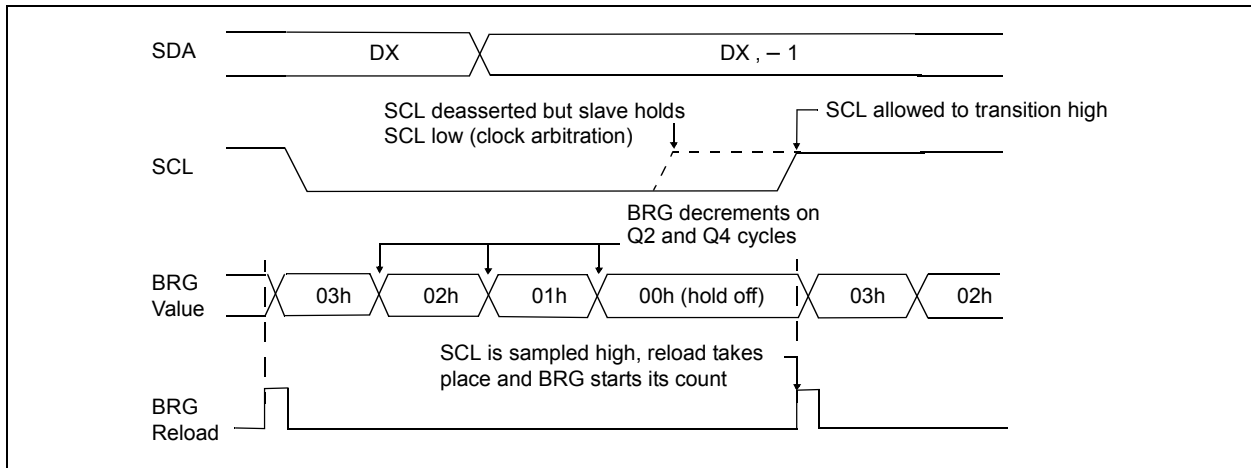 SDA
DX
DX , – 1
SCL deasserted but slave holds
SCL low (clock arbitration)
SCL allowed to transition high
SCL
BRG decrements on
Q2 and Q4 cycles
BRG
Value
03h
02h
01h
00h (hold off)
03h
02h
SCL is sampled high, reload takes
place and BRG starts its count
BRG
Reload